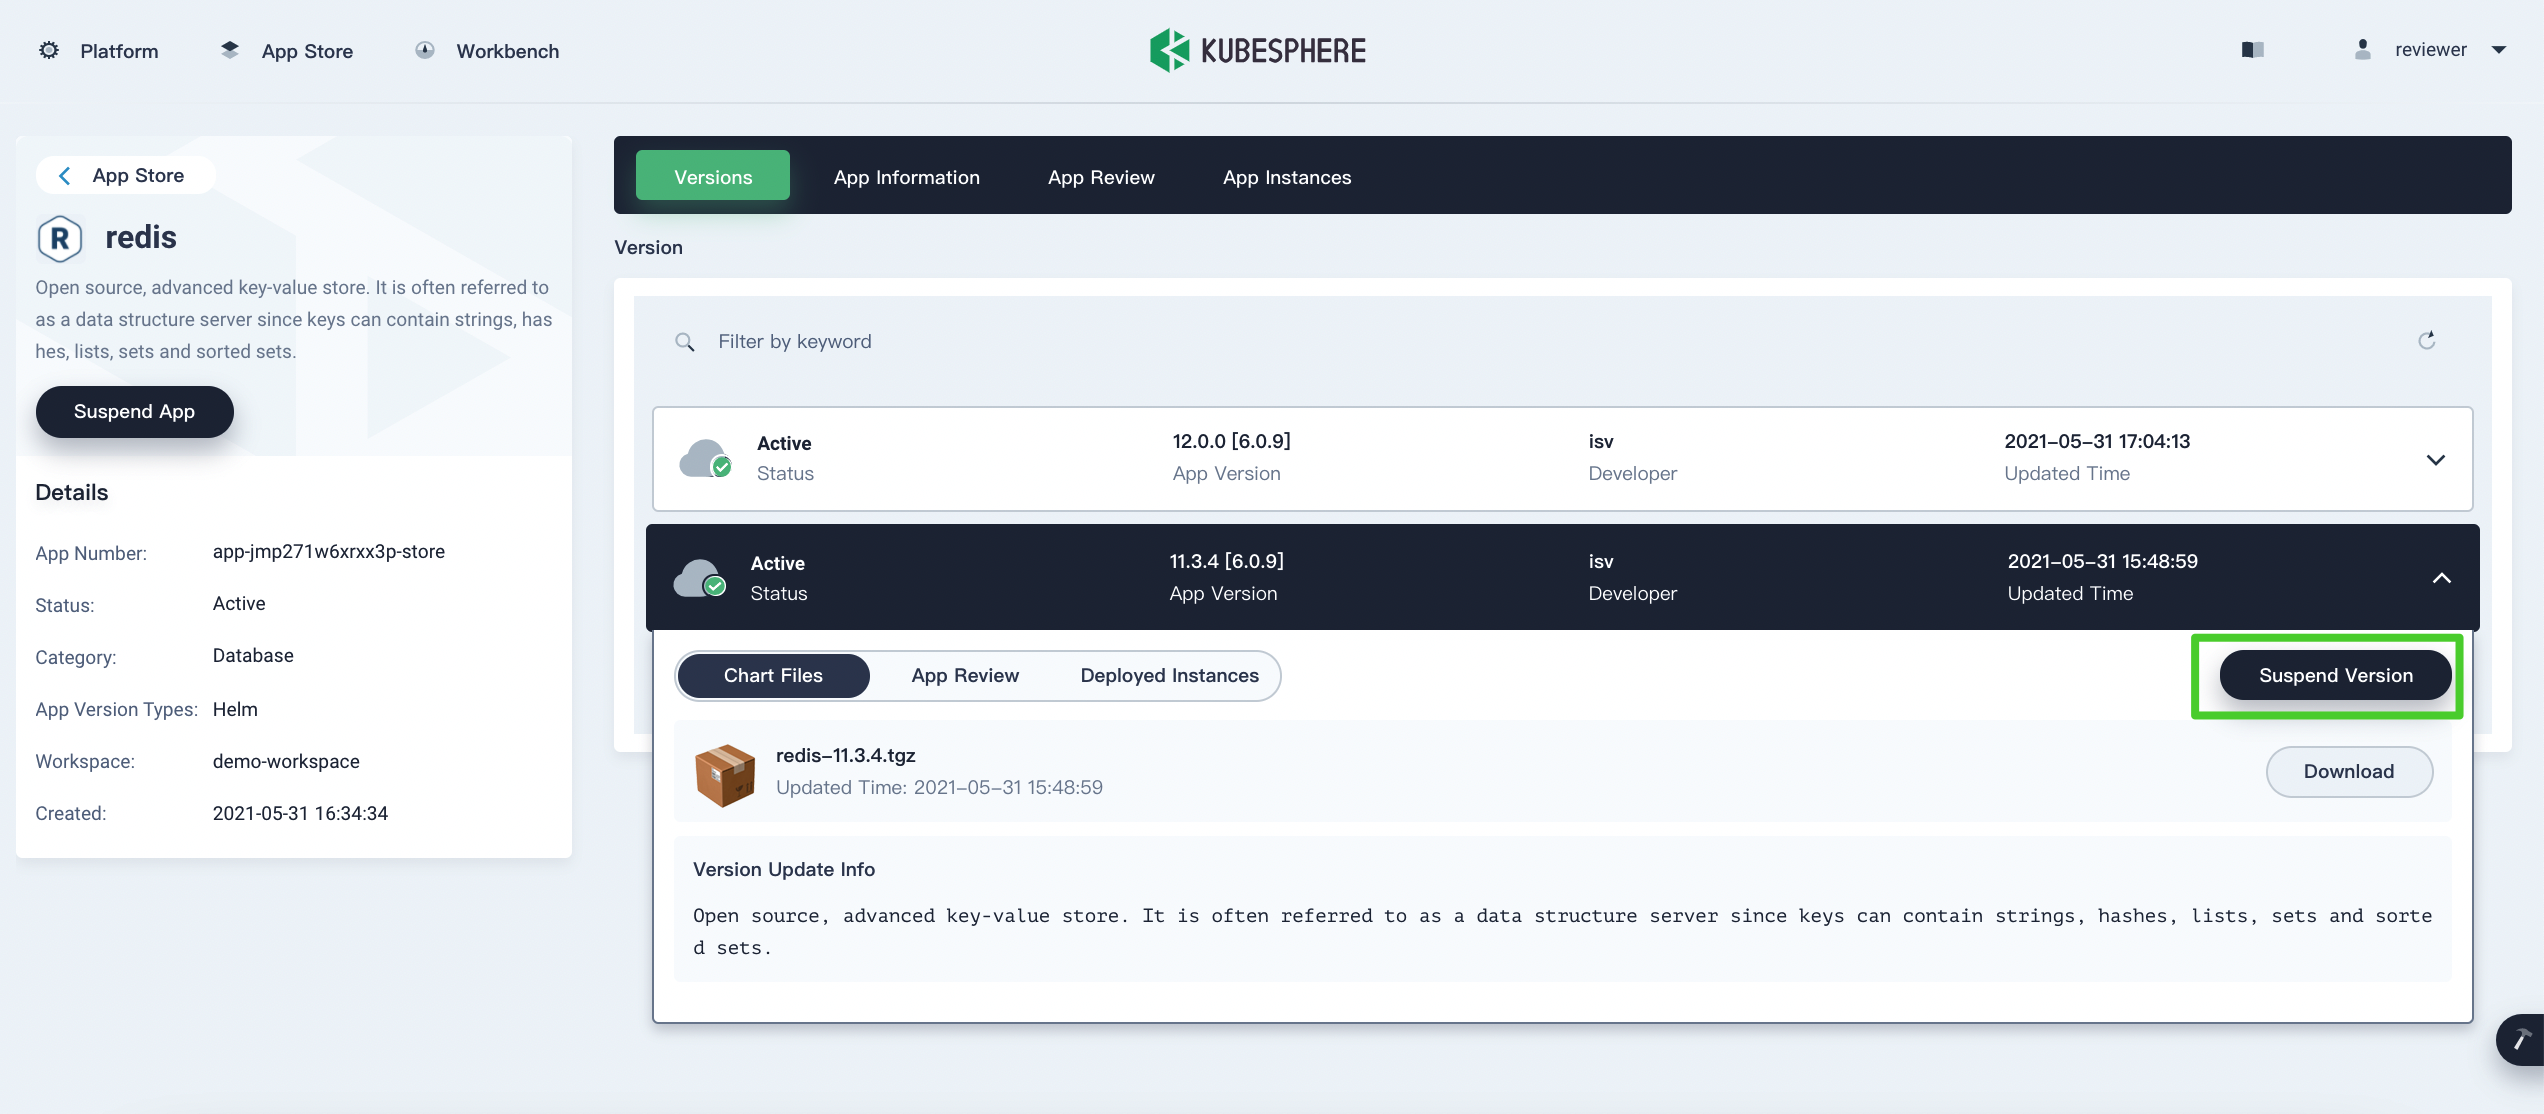 Platform
App Store
Workbench
KUBESPHERE
reviewer
App Store
R redis
Open source, advanced key-value store. It is often referred to
as a data structure server since keys can contain strings, has
hes, lists, sets and sorted sets.
Suspend App
Details
App Number: app-jmp271w6xrxx3p-store
Status: Active
Category: Database
App Version Types: Helm
Workspace: demo-workspace
Created: 2021-05-31 16:34:34
Versions App Information App Review App Instances
Version
Filter by keyword
Active 12.0.0 [6.0.9] isv 2021-05-31 17:04:13
Status App Version Developer Updated Time
Active 11.3.4 [6.0.9] isv 2021-05-31 15:48:59
Status App Version Developer Updated Time
Chart Files App Review Deployed Instances Suspend Version
redis-11.3.4.tgz
Updated Time: 2021-05-31 15:48:59
Download
Version Update Info
Open source, advanced key-value store. It is often referred to as a data structure server since keys can contain strings, hashes, lists, sets and sorte
d sets.